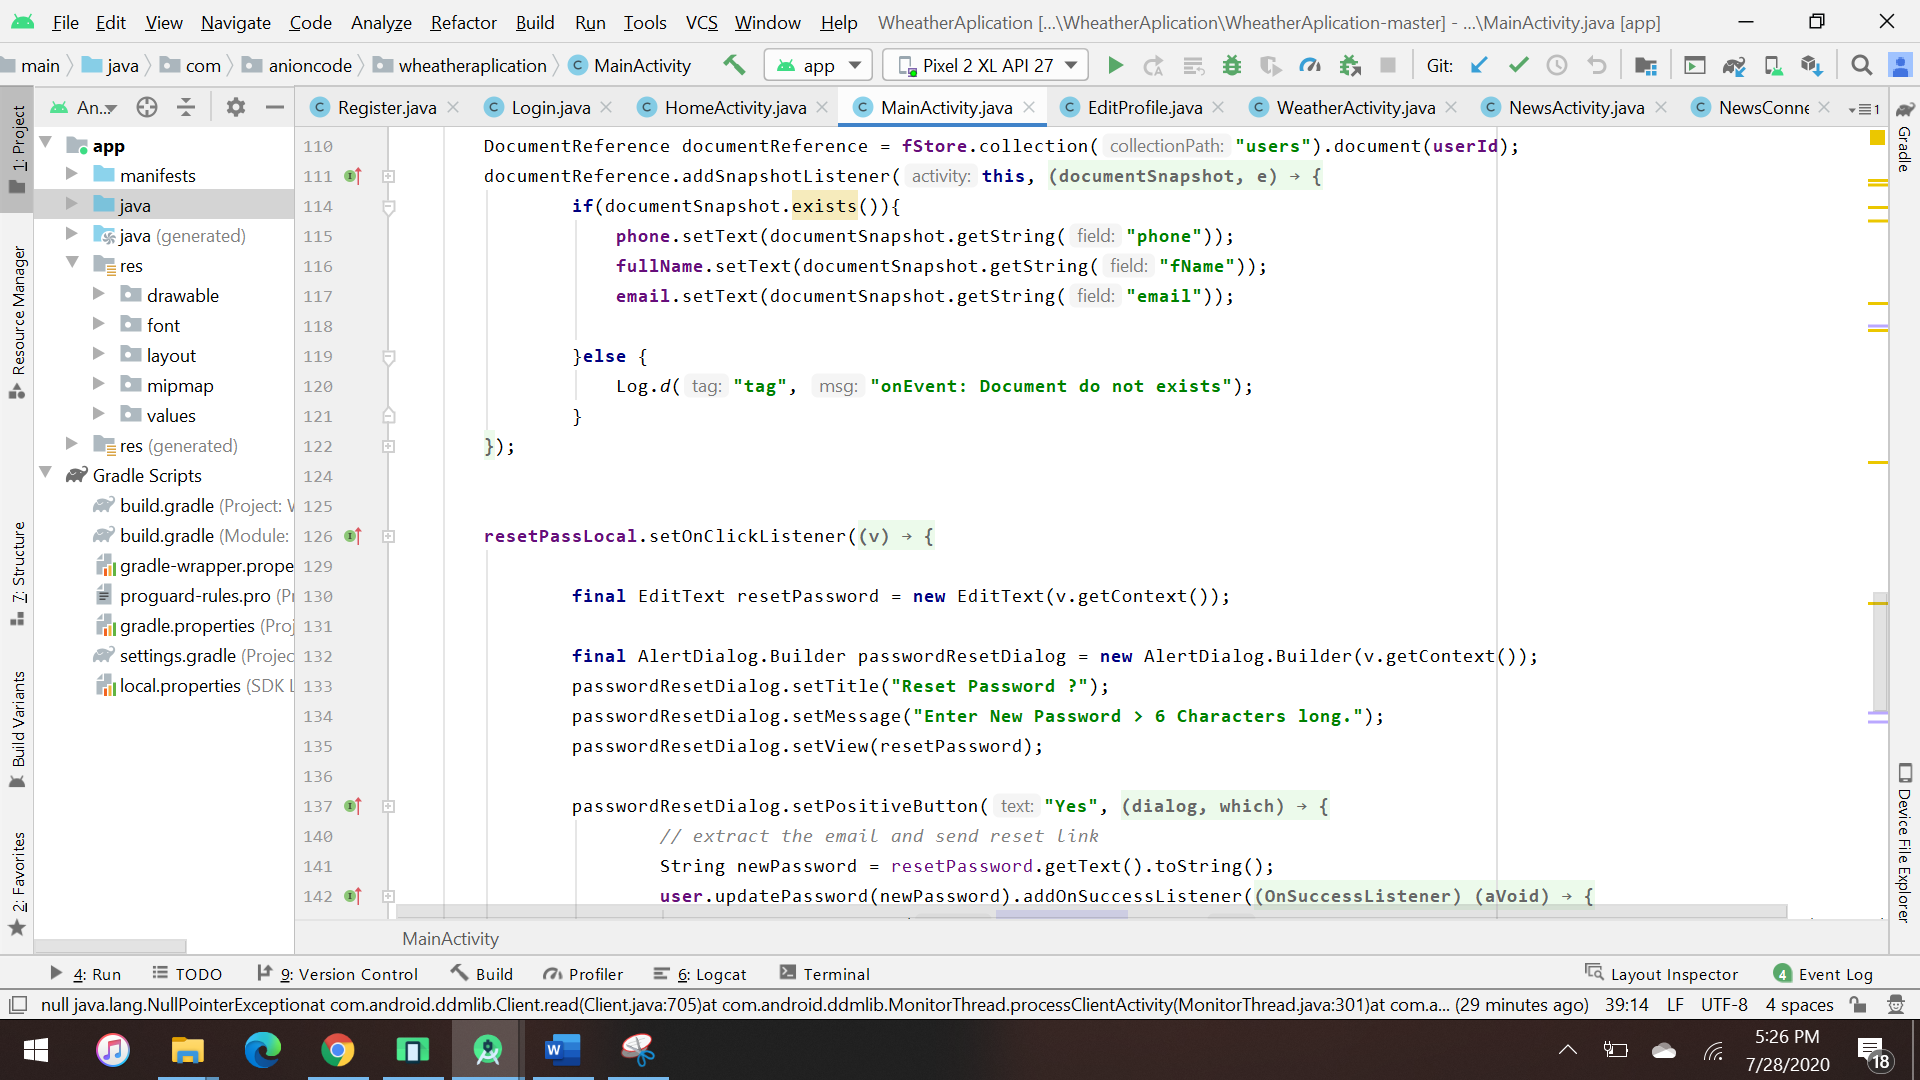 File Edit View Navigate Code Analyze Refactor Build Run Tools VCS Window Help WheatherAplication [...\WheatherAplication\WheatherAplication-master] - ...\MainActivity.java [app]
main java com anioncode wheatheraplication MainActivity app Pixel 2 XL API 27 Git:
An... Register.java Login.java HomeActivity.java MainActivity.java EditProfile.java WeatherActivity.java NewsActivity.java NewsConne 1
1: Project
Resource Manager
7: Structure
Build Variants
2: Favorites
app
manifests
java
java (generated)
res
drawable
font
layout
mipmap
values
res (generated)
Gradle Scripts
build.gradle (Project: W
build.gradle (Module:
gradle-wrapper.prope
proguard-rules.pro (Pr
gradle.properties (Proj
settings.gradle (Projec
local.properties (SDK L
110 DocumentReference documentReference = fStore.collection( collectionPath: "users").document(userId);
111 documentReference.addSnapshotListener( activity: this, (documentSnapshot, e) → {
114 if(documentSnapshot.exists()){
115 phone.setText(documentSnapshot.getString( field: "phone"));
116 fullName.setText(documentSnapshot.getString( field: "fName"));
117 email.setText(documentSnapshot.getString( field: "email"));
118
119 }else {
120 Log.d( tag: "tag", msg: "onEvent: Document do not exists");
121 }
122 });
124
125
126 resetPassLocal.setOnClickListener((v) → {
129
130 final EditText resetPassword = new EditText(v.getContext());
131
132 final AlertDialog.Builder passwordResetDialog = new AlertDialog.Builder(v.getContext());
133 passwordResetDialog.setTitle("Reset Password ?");
134 passwordResetDialog.setMessage("Enter New Password > 6 Characters long.");
135 passwordResetDialog.setView(resetPassword);
136
137 passwordResetDialog.setPositiveButton( text: "Yes", (dialog, which) → {
140 // extract the email and send reset link
141 String newPassword = resetPassword.getText().toString();
142 user.updatePassword(newPassword).addOnSuccessListener((OnSuccessListener) (aVoid) → {
MainActivity
Gradle
Device File Explorer
4: Run TODO 9: Version Control Build Profiler 6: Logcat Terminal Layout Inspector 4 Event Log
null java.lang.NullPointerExceptionat com.android.ddmlib.Client.read(Client.java:705)at com.android.ddmlib.MonitorThread.processClientActivity(MonitorThread.java:301)at com.a... (29 minutes ago) 39:14 LF UTF-8 4 spaces
5:26 PM
7/28/2020
18